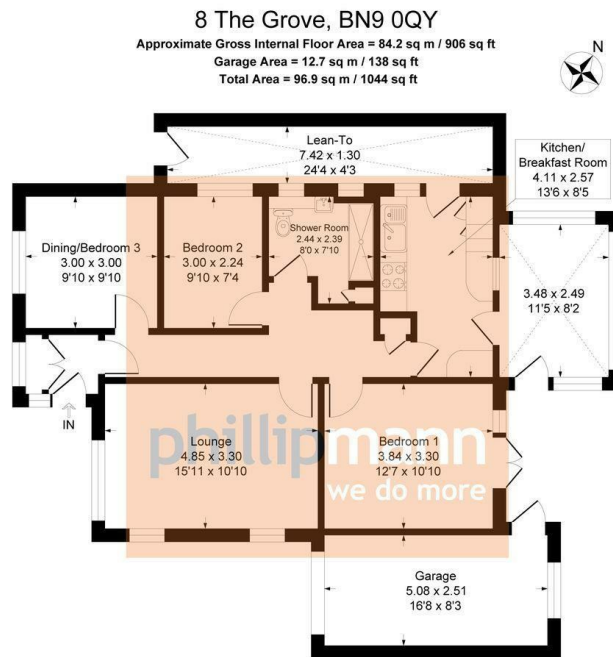 8 The Grove, BN9 0QY
Approximate Gross Internal Floor Area = 84.2 sq m / 906 sq ft
Garage Area = 12.7 sq m / 138 sq ft
Total Area = 96.9 sq m / 1044 sq ft
N
Lean-To
7.42 x 1.30
24'4 x 4'3
Kitchen/
Breakfast Room
4.11 x 2.57
13'6 x 8'5
Dining/Bedroom 3
3.00 x 3.00
9'10 x 9'10
Bedroom 2
3.00 x 2.24
9'10 x 7'4
Shower Room
2.44 x 2.39
8'0 x 7'10
3.48 x 2.49
11'5 x 8'2
IN
Lounge
4.85 x 3.30
15'11 x 10'10
Bedroom 1
3.84 x 3.30
12'7 x 10'10
phillipmann
we do more
Garage
5.08 x 2.51
16'8 x 8'3